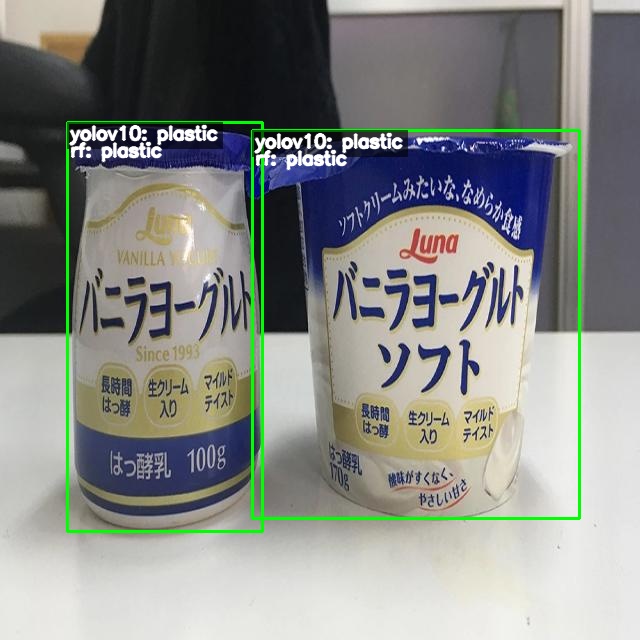 yolov10: plastic
rf: plastic
Luna
VANILLA YOGURT
バニラヨーグルト
Since 1993
長時間
はっ酵
生クリーム
入り
マイルド
テイスト
はっ酵乳 100g
yolov10: plastic
rf: plastic
ソフトクリームみたいな、なめらか食感
Luna
バニラヨーグルト
ソフト
長時間
はっ酵
生クリーム
入り
マイルド
テイスト
はっ酵乳
170g
酸味がすくなく、
やさしい甘さ